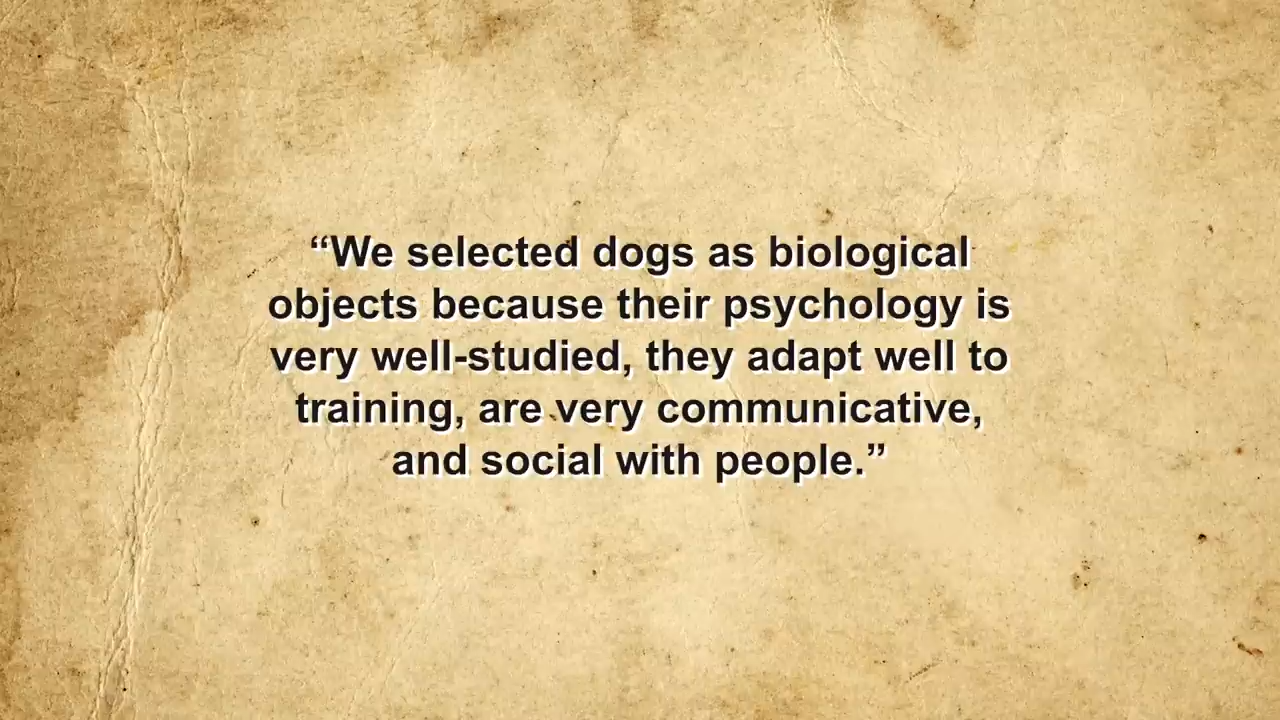 “We selected dogs as biological
objects because their psychology is
very well-studied, they adapt well to
training, are very communicative,
and social with people.”